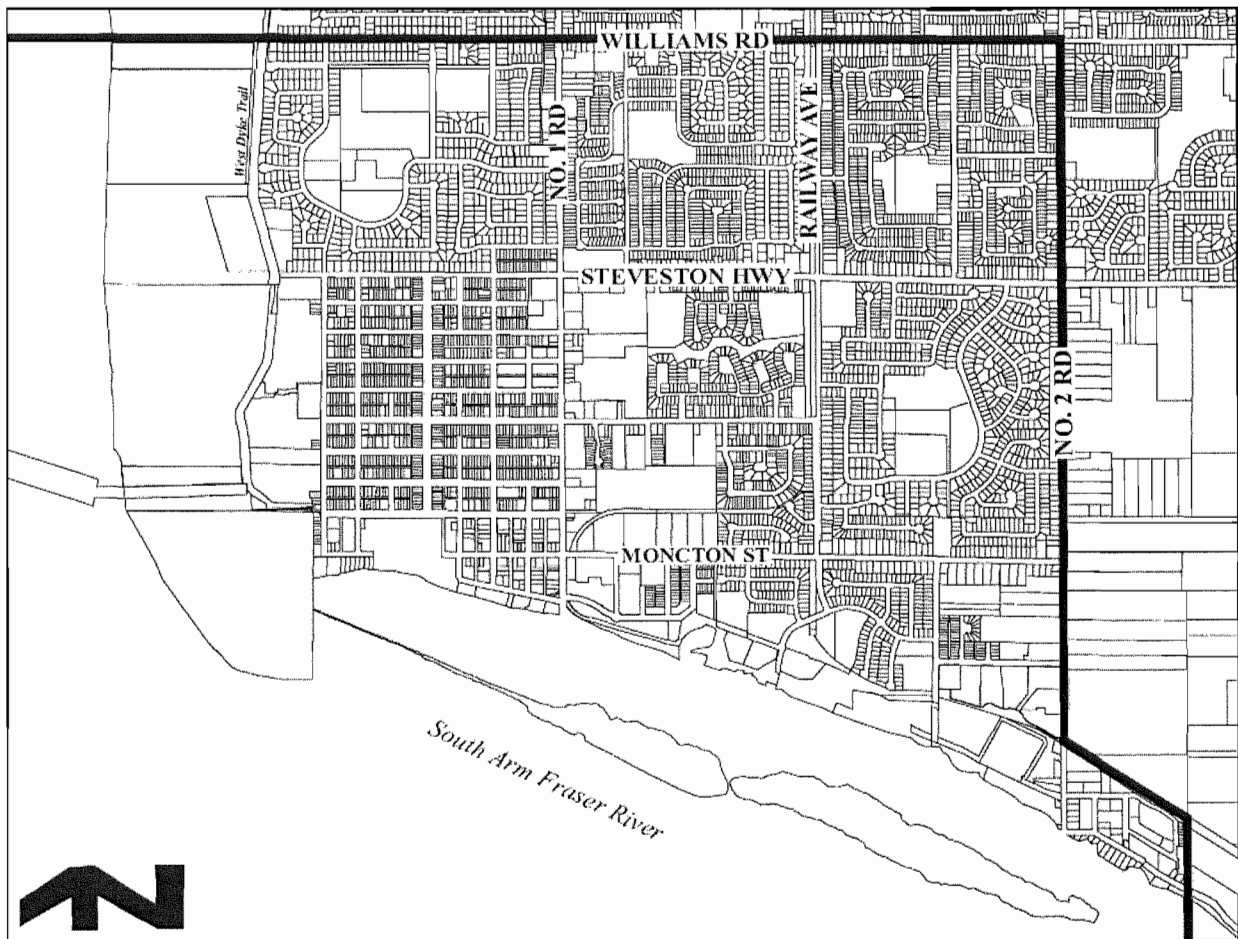 WILLIAMS RD
West Dyke Trail
NO. 1 RD
RAILWAY AVE
STEVESTON HWY
NO. 2 RD
MONCTON ST
South Arm Fraser River
N